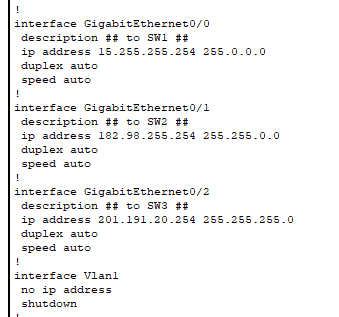 !
interface GigabitEthernet0/0
description ## to SW1 ##
ip address 15.255.255.254 255.0.0.0
duplex auto
speed auto
!
interface GigabitEthernet0/1
description ## to SW2 ##
ip address 182.98.255.254 255.255.0.0
duplex auto
speed auto
!
interface GigabitEthernet0/2
description ## to SW3 ##
ip address 201.191.20.254 255.255.255.0
duplex auto
speed auto
!
interface Vlan1
no ip address
shutdown
!